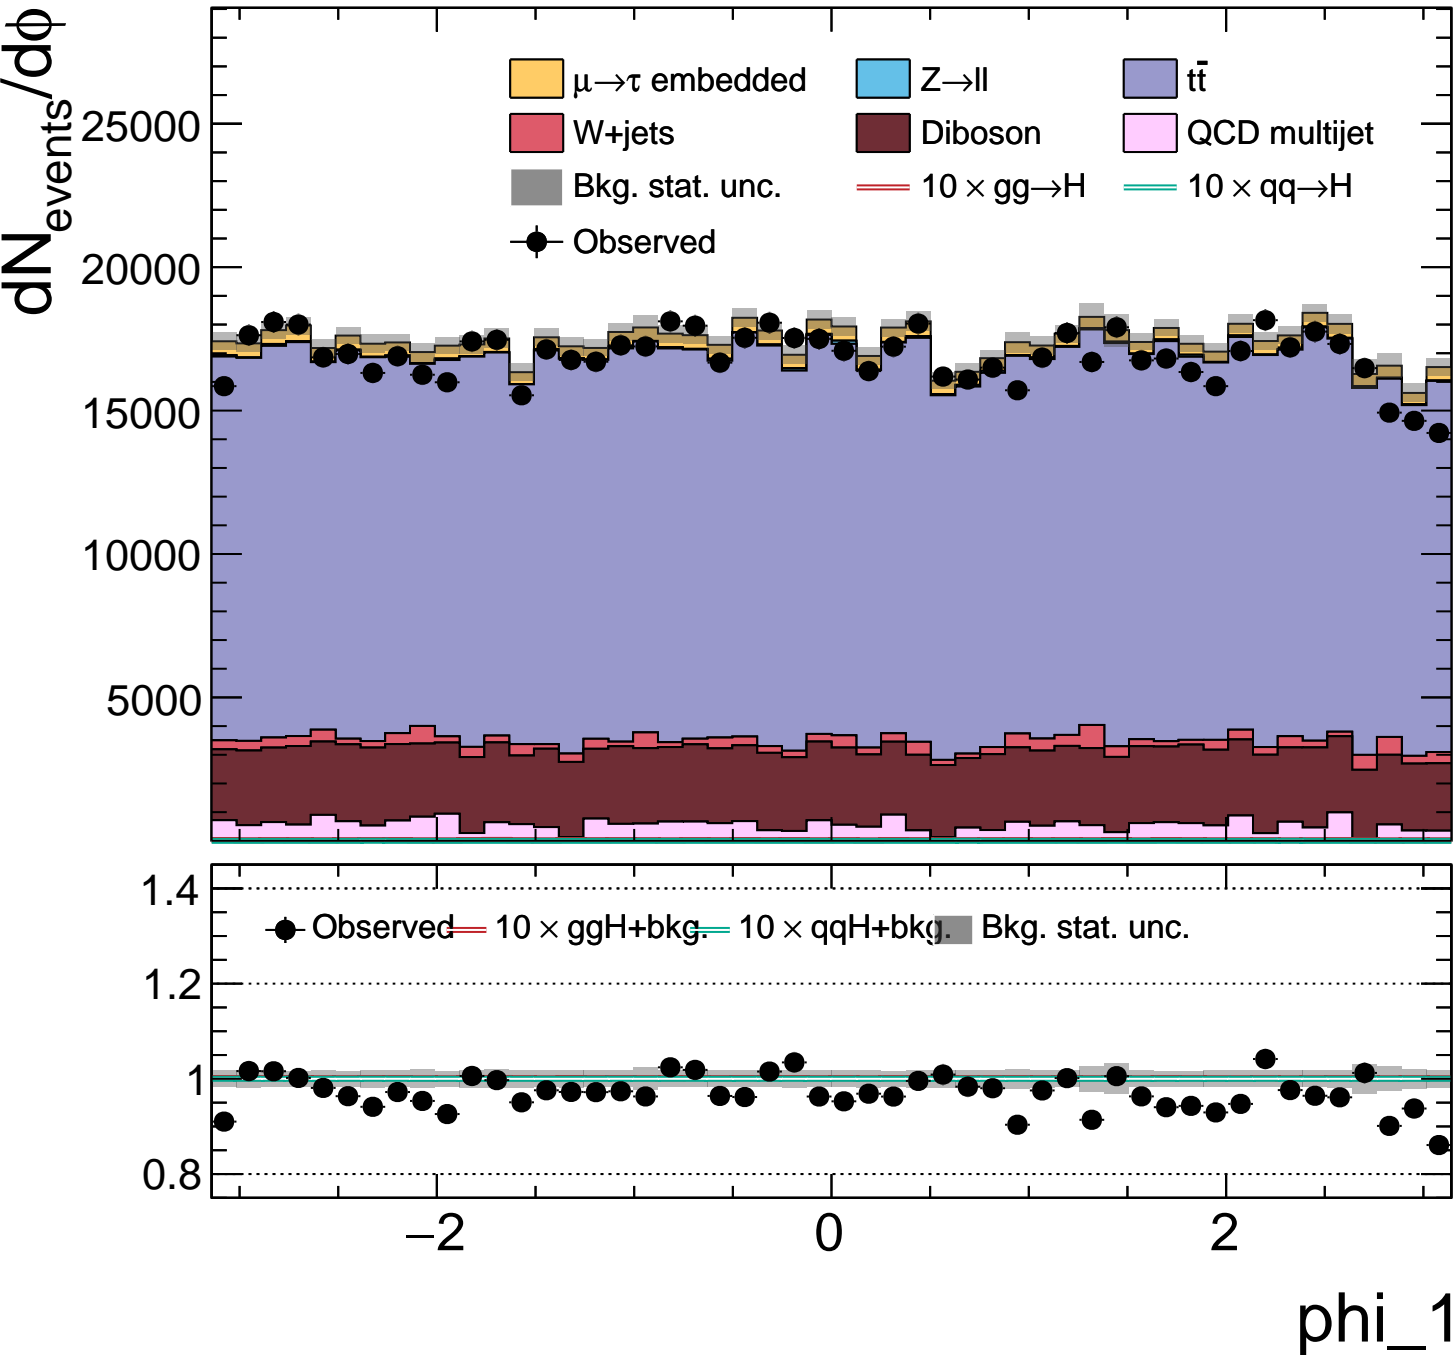 dN_events/dϕ
μ→τ embedded Z→ll tt̄
W+jets Diboson QCD multijet
Bkg. stat. unc. 10 × gg→H 10 × qq→H
Observed
25000
20000
15000
10000
5000
1.4
Observed 10 × ggH+bkg. 10 × qqH+bkg. Bkg. stat. unc.
1.2
1
0.8
−2 0 2
phi_1